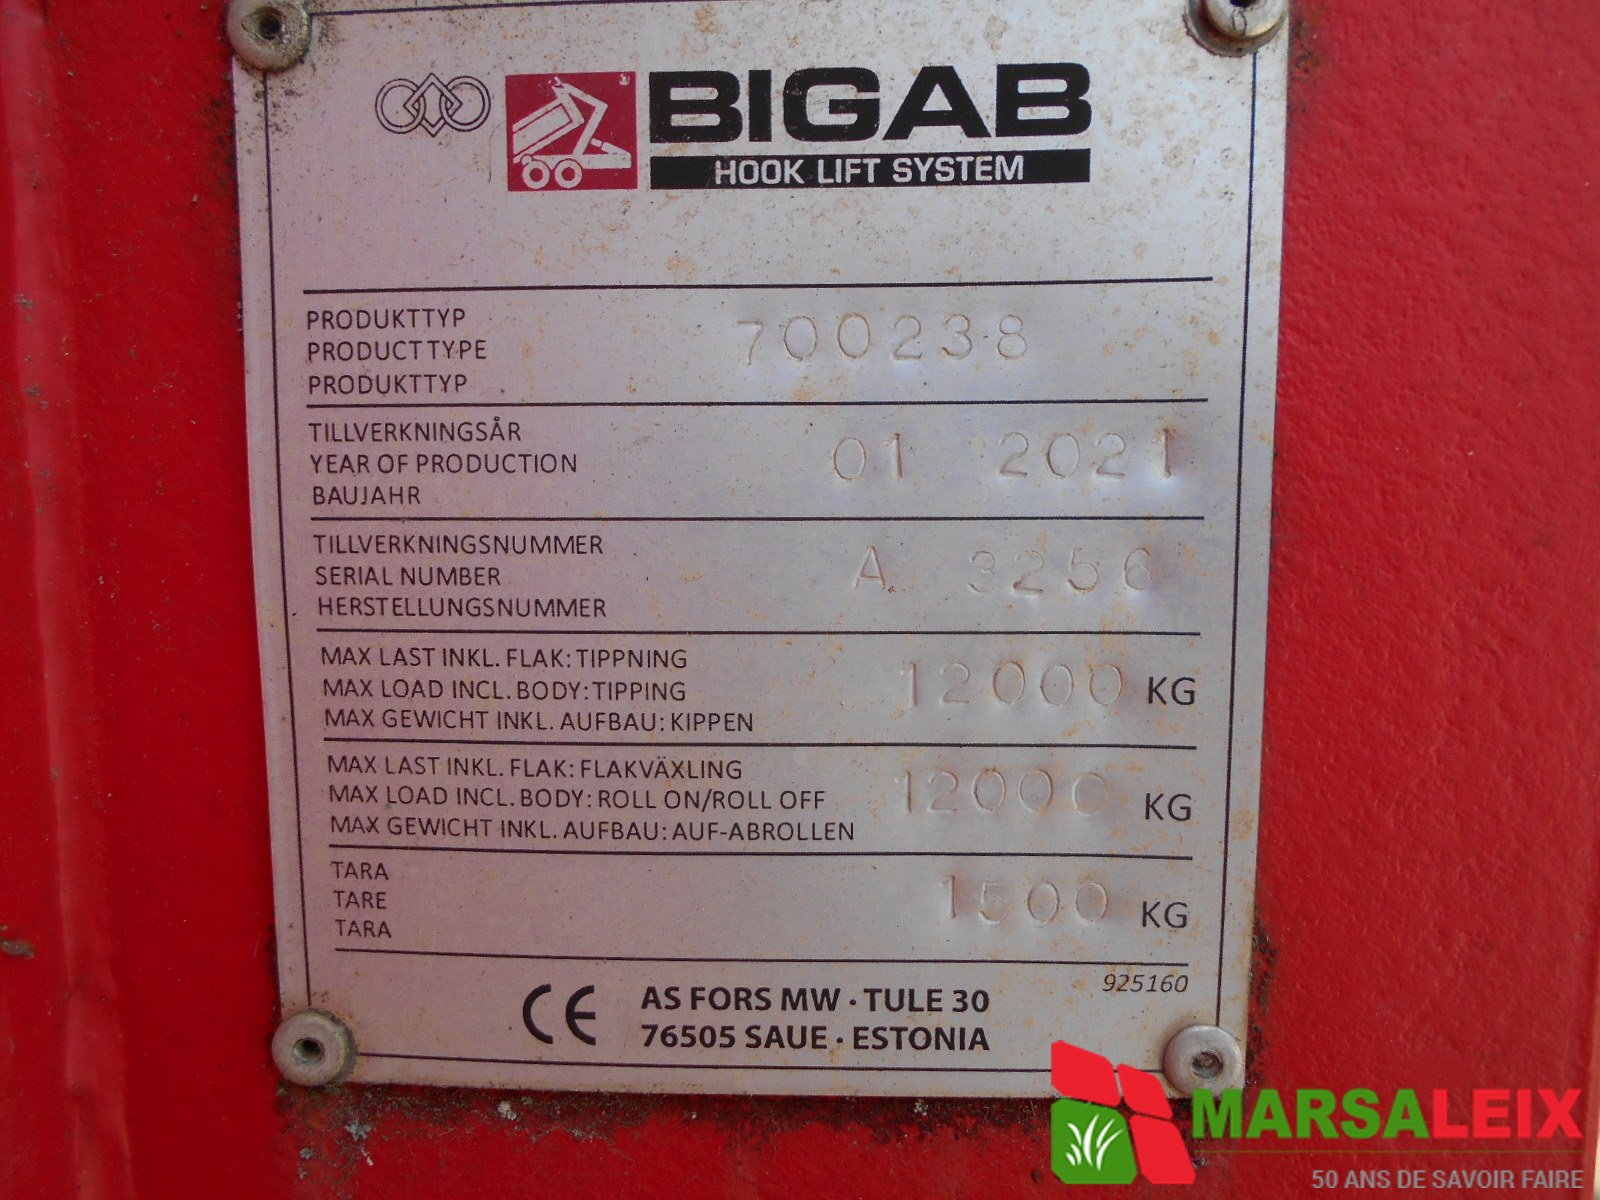 BIGAB
HOOK LIFT SYSTEM
PRODUKTTYP
PRODUCT TYPE 700238
PRODUKTTYP
TILLVERKNINGSÅR
YEAR OF PRODUCTION 01 2021
BAUJAHR
TILLVERKNINGSNUMMER
SERIAL NUMBER A 3256
HERSTELLUNGSNUMMER
MAX LAST INKL. FLAK: TIPPNING
MAX LOAD INCL. BODY: TIPPING 12000 KG
MAX GEWICHT INKL. AUFBAU: KIPPEN
MAX LAST INKL. FLAK: FLAKVÄXLING
MAX LOAD INCL. BODY: ROLL ON/ROLL OFF 12000 KG
MAX GEWICHT INKL. AUFBAU: AUF-ABROLLEN
TARA
TARE 1500 KG
TARA
925160
CE AS FORS MW · TULE 30
76505 SAUE · ESTONIA
MARSALEIX
50 ANS DE SAVOIR FAIRE